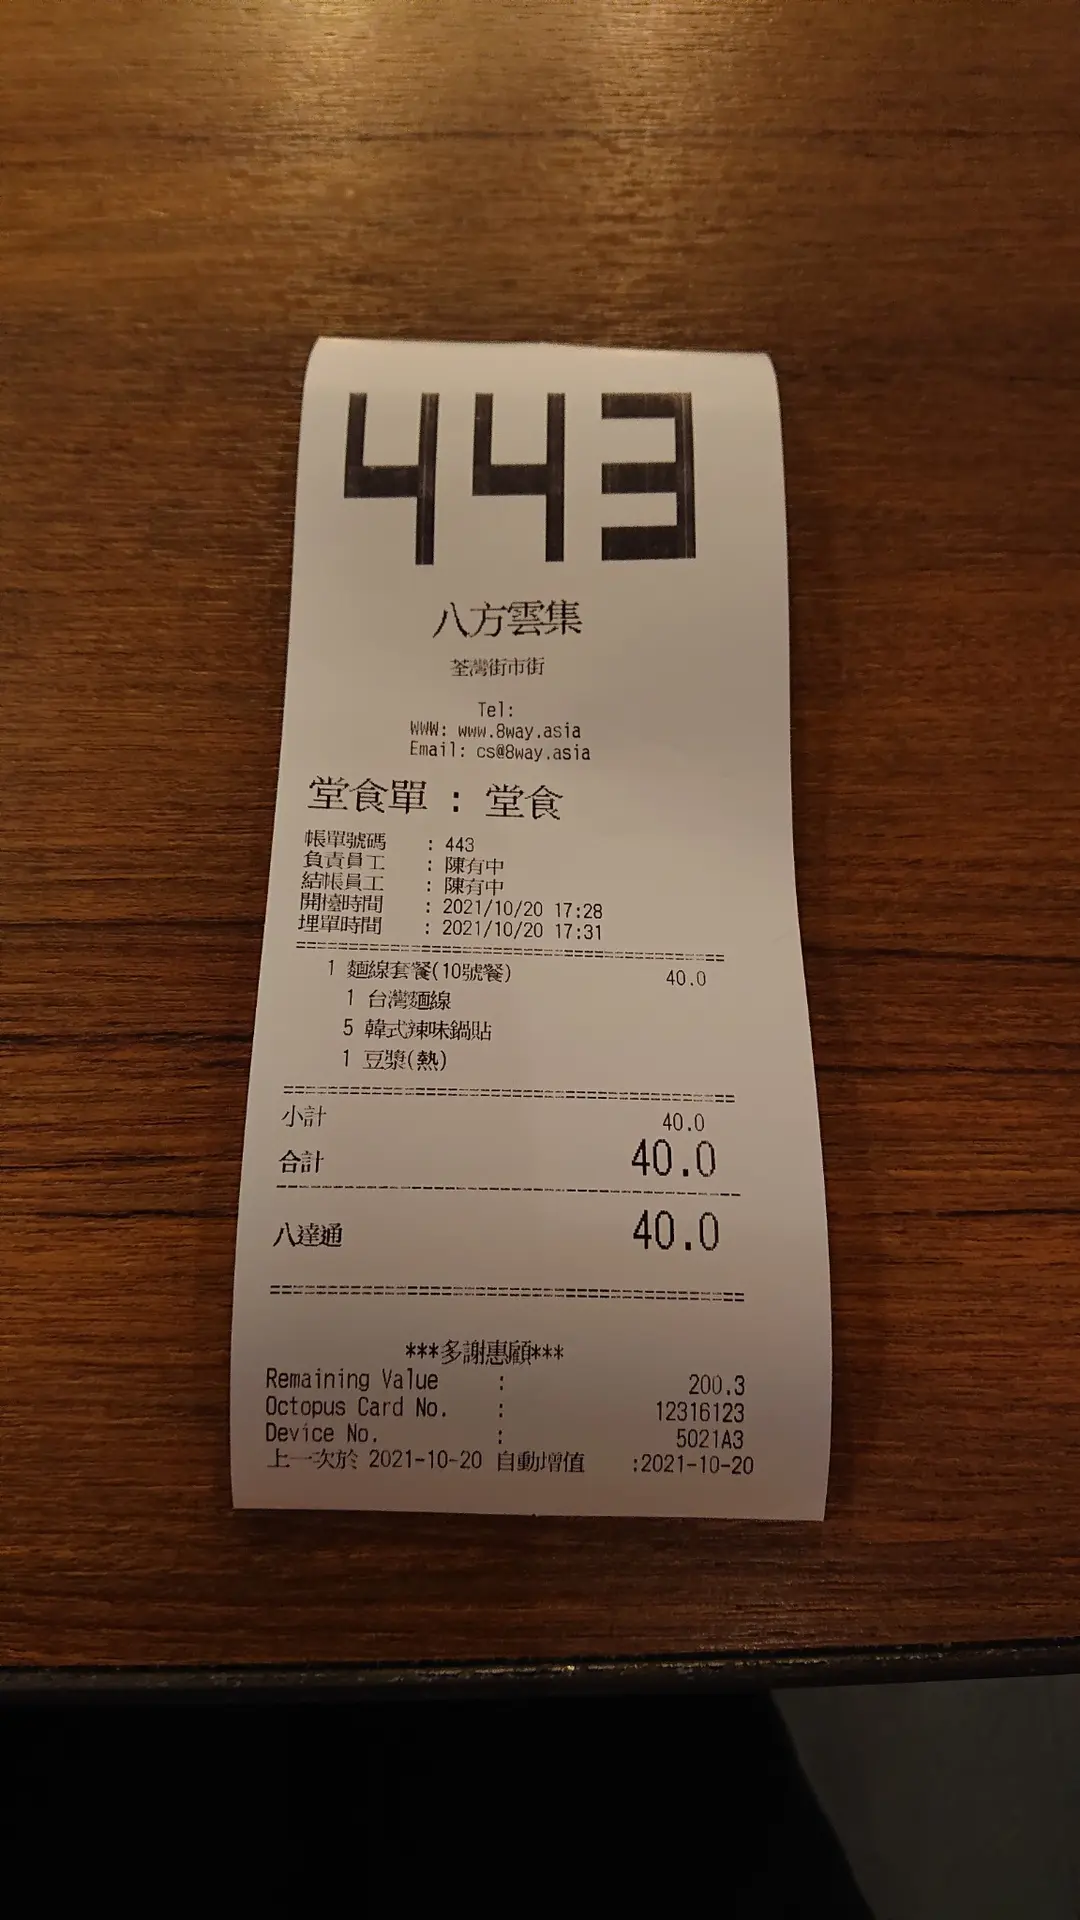 443
八方雲集
荃灣街市街
Tel:
WWW: www.8way.asia
Email: cs@8way.asia
堂食單 : 堂食
帳單號碼 : 443
負責員工 : 陳有中
結帳員工 : 陳有中
開檯時間 : 2021/10/20 17:28
埋單時間 : 2021/10/20 17:31
1 麵線套餐(10號餐) 40.0
1 台灣麵線
5 韓式辣味鍋貼
1 豆漿(熱)
小計 40.0
合計 40.0
八達通 40.0
***多謝惠顧***
Remaining Value : 200.3
Octopus Card No. : 12316123
Device No. : 5021A3
上一次於 2021-10-20 自動增值 :2021-10-20